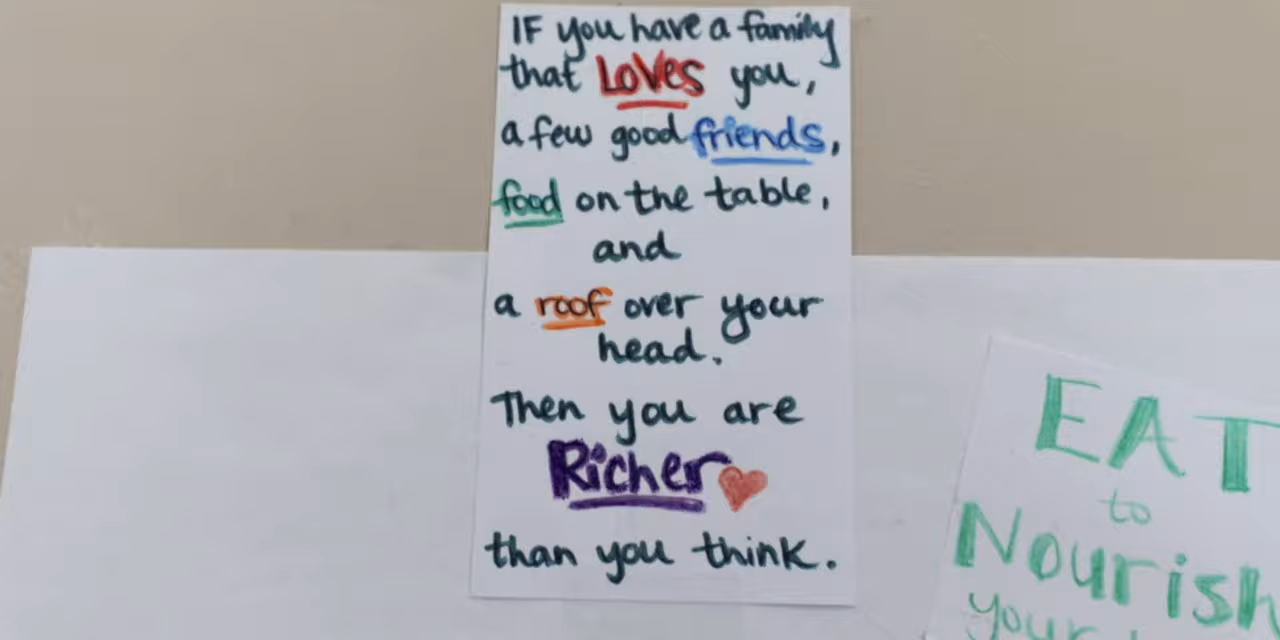 IF you have a family
that Loves you,
a few good friends,
food on the table,
and
a roof over your
head.
Then you are
Richer
than you think.
EAT
to
Nourish
your